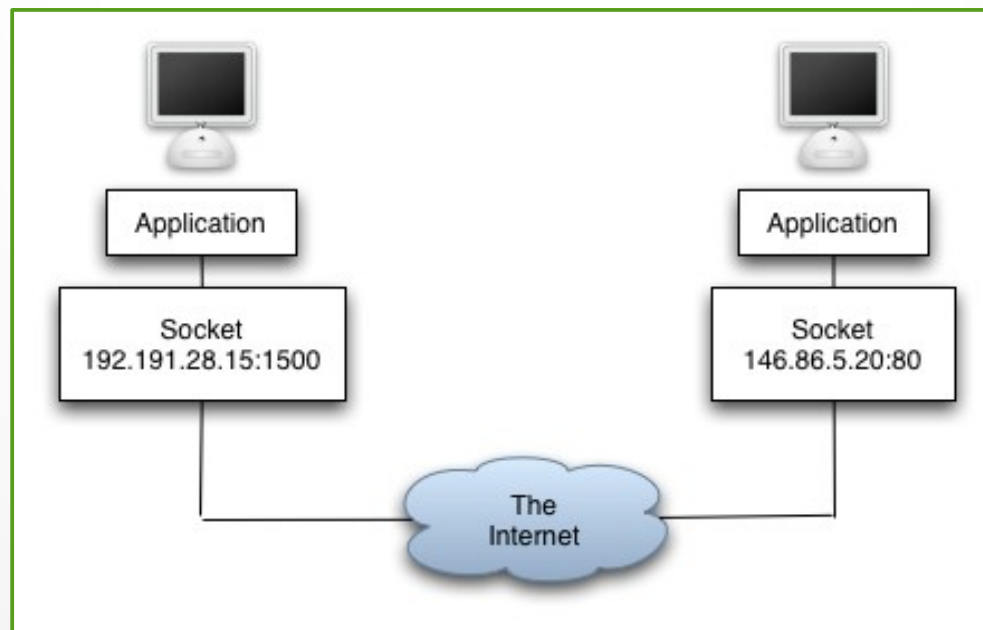 Application
Application
Socket
192.191.28.15:1500
Socket
146.86.5.20:80
The
Internet